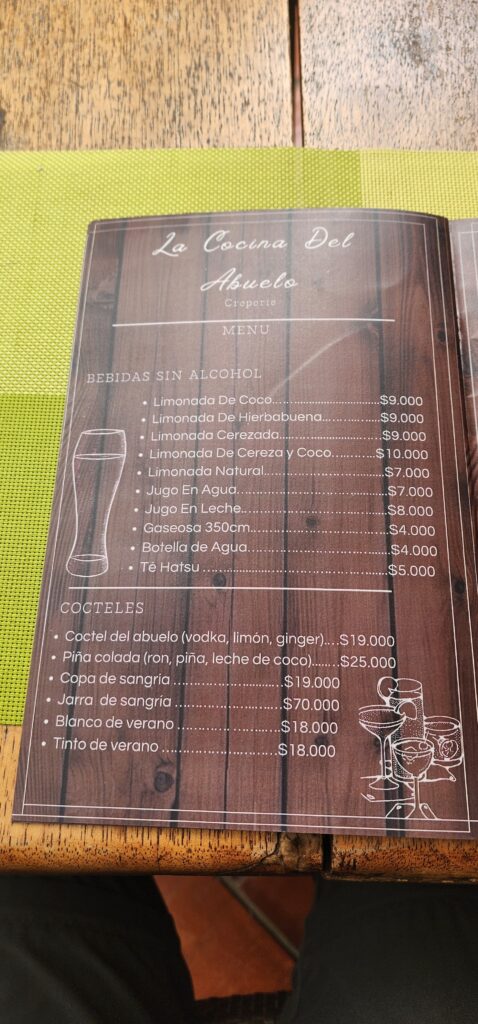 La Cocina Del
Abuelo
Creperie
MENU
BEBIDAS SIN ALCOHOL
• Limonada De Coco..............................$9.000
• Limonada De Hierbabuena................$9.000
• Limonada Cerezada...........................$9.000
• Limonada De Cereza y Coco............$10.000
• Limonada Natural..............................$7.000
• Jugo En Agua.....................................$7.000
• Jugo En Leche....................................$8.000
• Gaseosa 350cm..................................$4.000
• Botella de Agua..................................$4.000
• Té Hatsu ............................................$5.000
COCTELES
• Coctel del abuelo (vodka, limón, ginger)....$19.000
• Piña colada (ron, piña, leche de coco).......$25.000
• Copa de sangria ..........................$19.000
• Jarra de sangria ..........................$70.000
• Blanco de verano ..........................$18.000
• Tinto de verano ............................$18.000